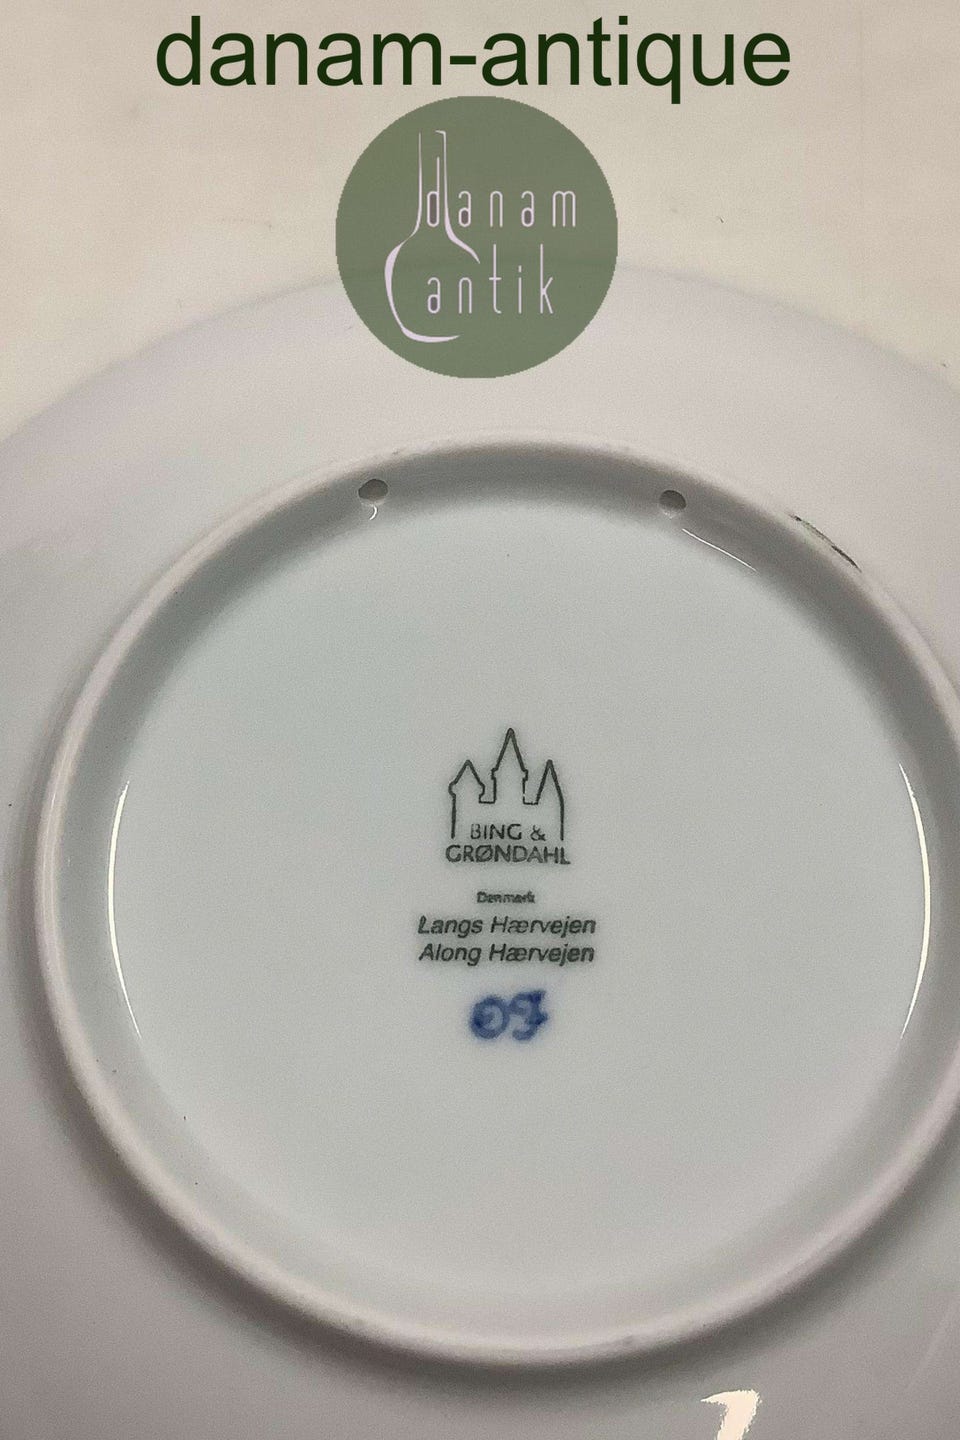 danam-antique
danam
antik
BING &
GRØNDAHL
Denmark
Langs Hærvejen
Along Hærvejen